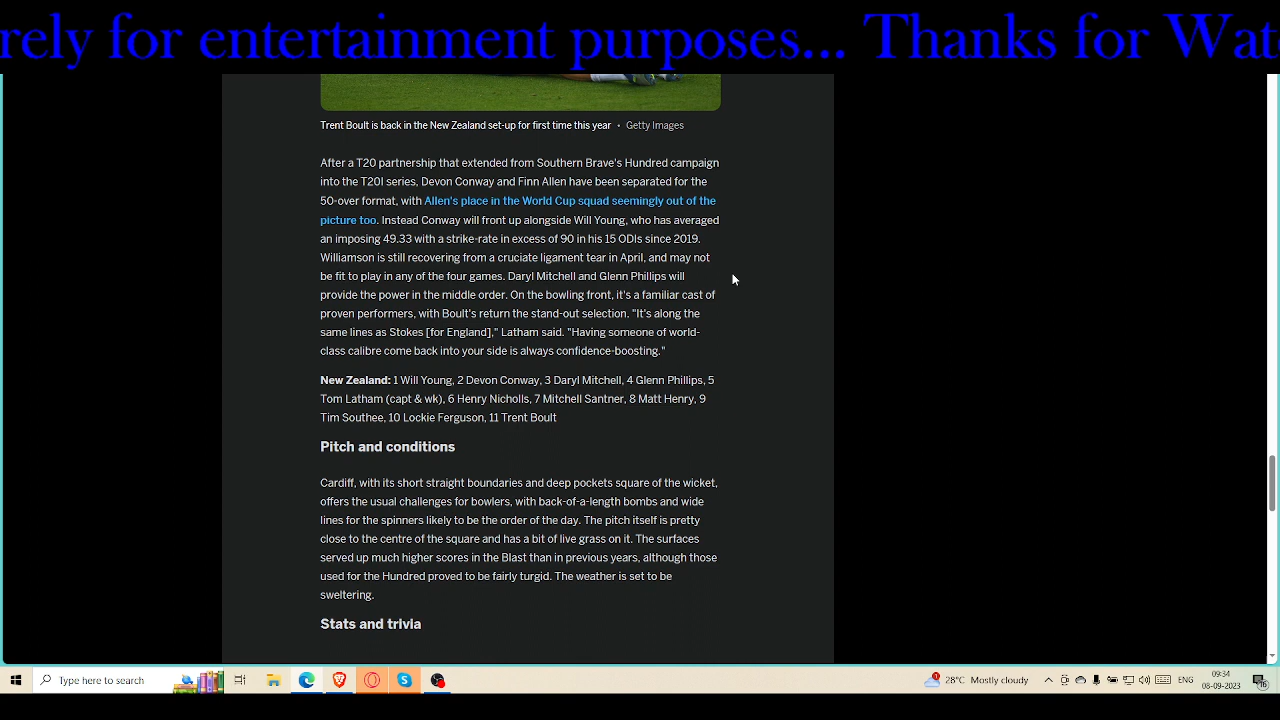 rely for entertainment purposes... Thanks for Wat
Trent Boult is back in the New Zealand set-up for first time this year • Getty Images
After a T20 partnership that extended from Southern Brave's Hundred campaign
into the T20I series, Devon Conway and Finn Allen have been separated for the
50-over format, with Allen's place in the World Cup squad seemingly out of the
picture too. Instead Conway will front up alongside Will Young, who has averaged
an imposing 49.33 with a strike-rate in excess of 90 in his 15 ODIs since 2019.
Williamson is still recovering from a cruciate ligament tear in April, and may not
be fit to play in any of the four games. Daryl Mitchell and Glenn Phillips will
provide the power in the middle order. On the bowling front, it's a familiar cast of
proven performers, with Boult's return the stand-out selection. "It's along the
same lines as Stokes [for England]," Latham said. "Having someone of world-
class calibre come back into your side is always confidence-boosting."
New Zealand: 1 Will Young, 2 Devon Conway, 3 Daryl Mitchell, 4 Glenn Phillips, 5
Tom Latham (capt & wk), 6 Henry Nicholls, 7 Mitchell Santner, 8 Matt Henry, 9
Tim Southee, 10 Lockie Ferguson, 11 Trent Boult
Pitch and conditions
Cardiff, with its short straight boundaries and deep pockets square of the wicket,
offers the usual challenges for bowlers, with back-of-a-length bombs and wide
lines for the spinners likely to be the order of the day. The pitch itself is pretty
close to the centre of the square and has a bit of live grass on it. The surfaces
served up much higher scores in the Blast than in previous years, although those
used for the Hundred proved to be fairly turgid. The weather is set to be
sweltering.
Stats and trivia
Type here to search
28°C Mostly cloudy
ENG
09:34
08-09-2023
16